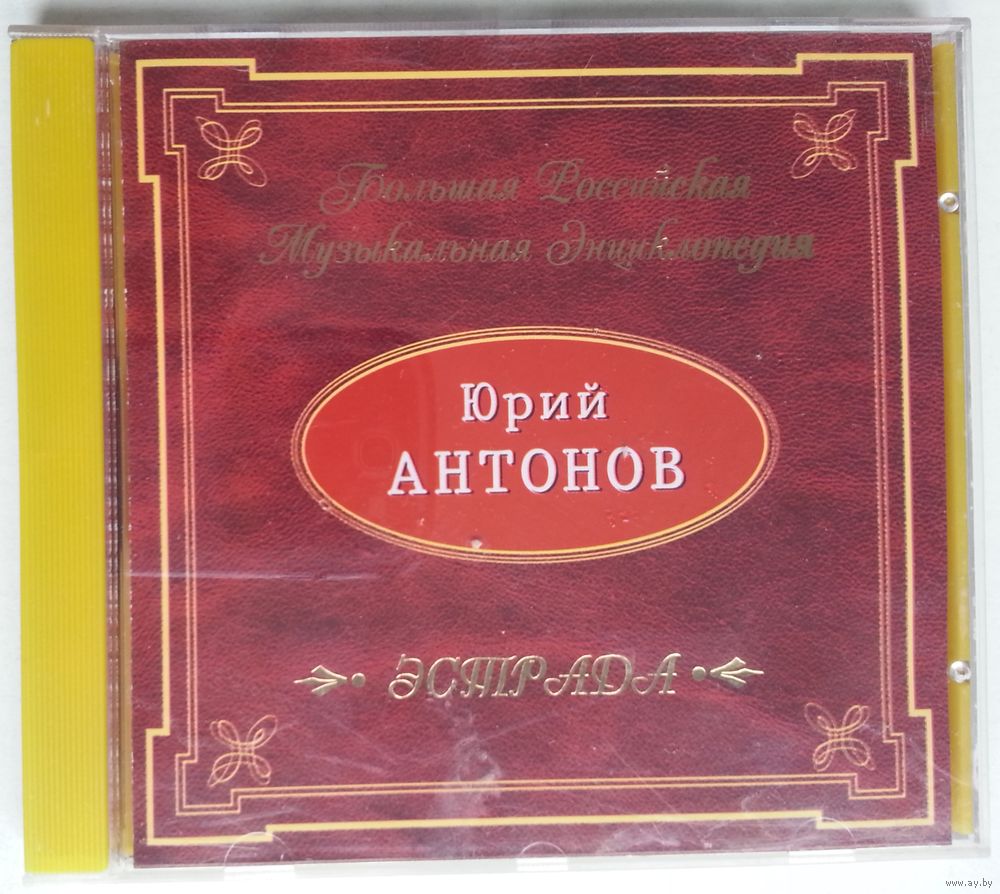 Большая Российская
Музыкальная Энциклопедия
Юрий
АНТОНОВ
ЭСТРАДА
www.ay.by